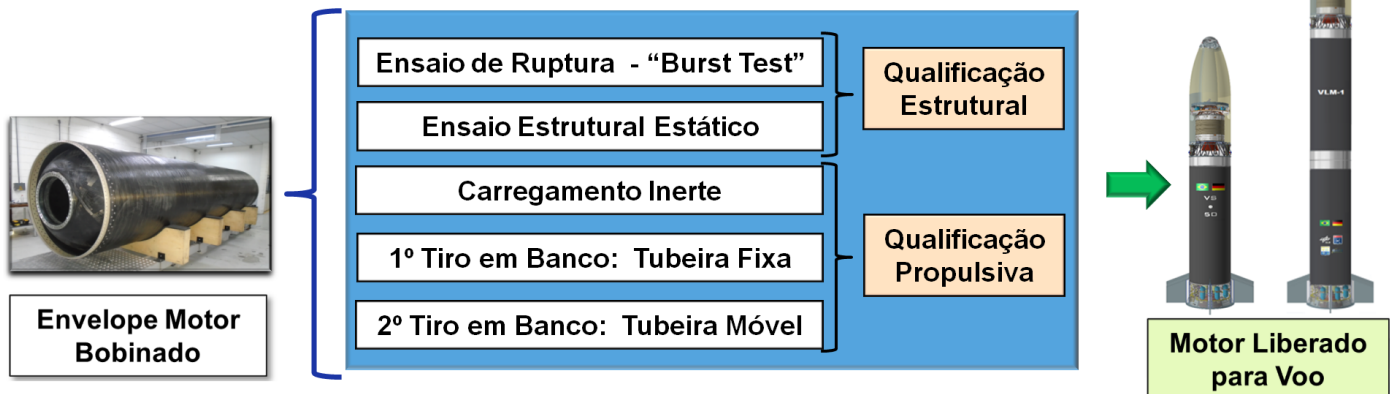 Envelope Motor
Bobinado
Ensaio de Ruptura - “Burst Test”
Ensaio Estrutural Estático
Carregamento Inerte
1º Tiro em Banco: Tubeira Fixa
2º Tiro em Banco: Tubeira Móvel
Qualificação
Estrutural
Qualificação
Propulsiva
VS
50
VLM-1
Motor Liberado
para Voo